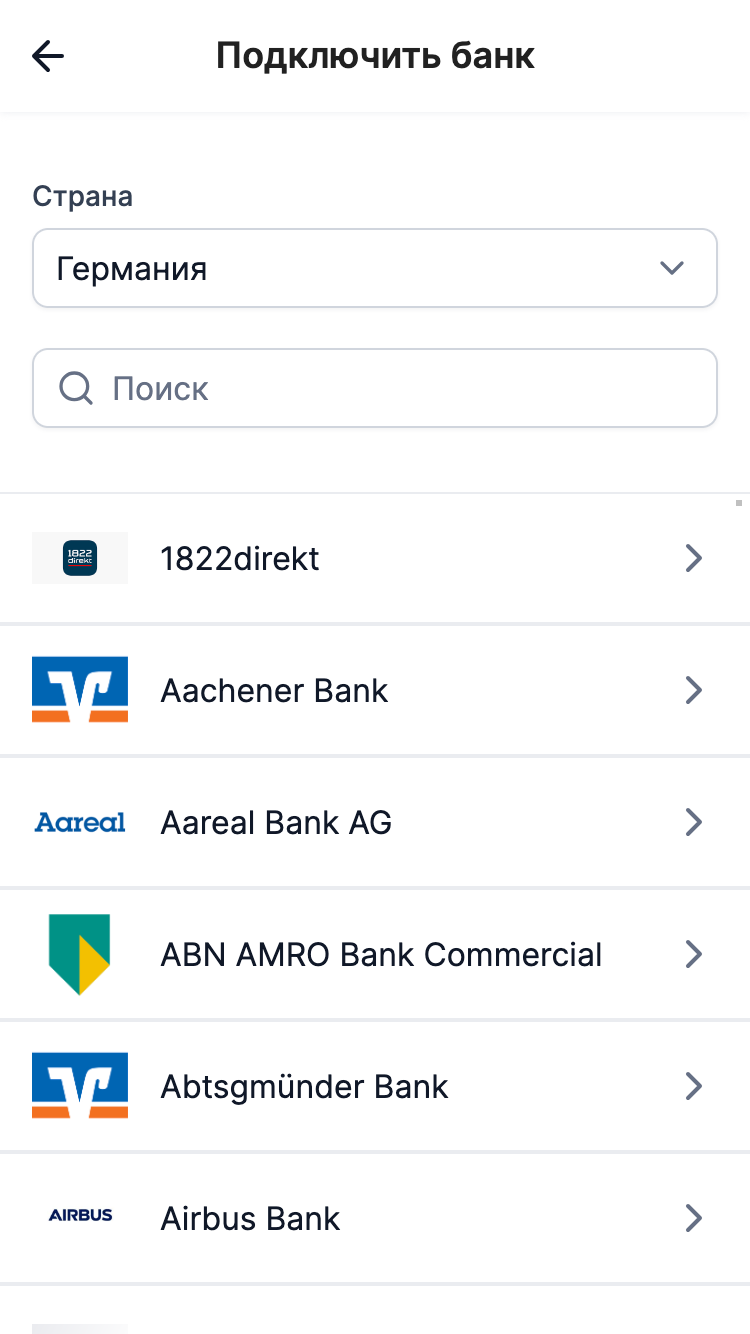 Подключить банк
Страна
Германия
Поиск
1822 direkt
1822direkt
Aachener Bank
Aareal
Aareal Bank AG
ABN AMRO Bank Commercial
Abtsgmünder Bank
AIRBUS
Airbus Bank